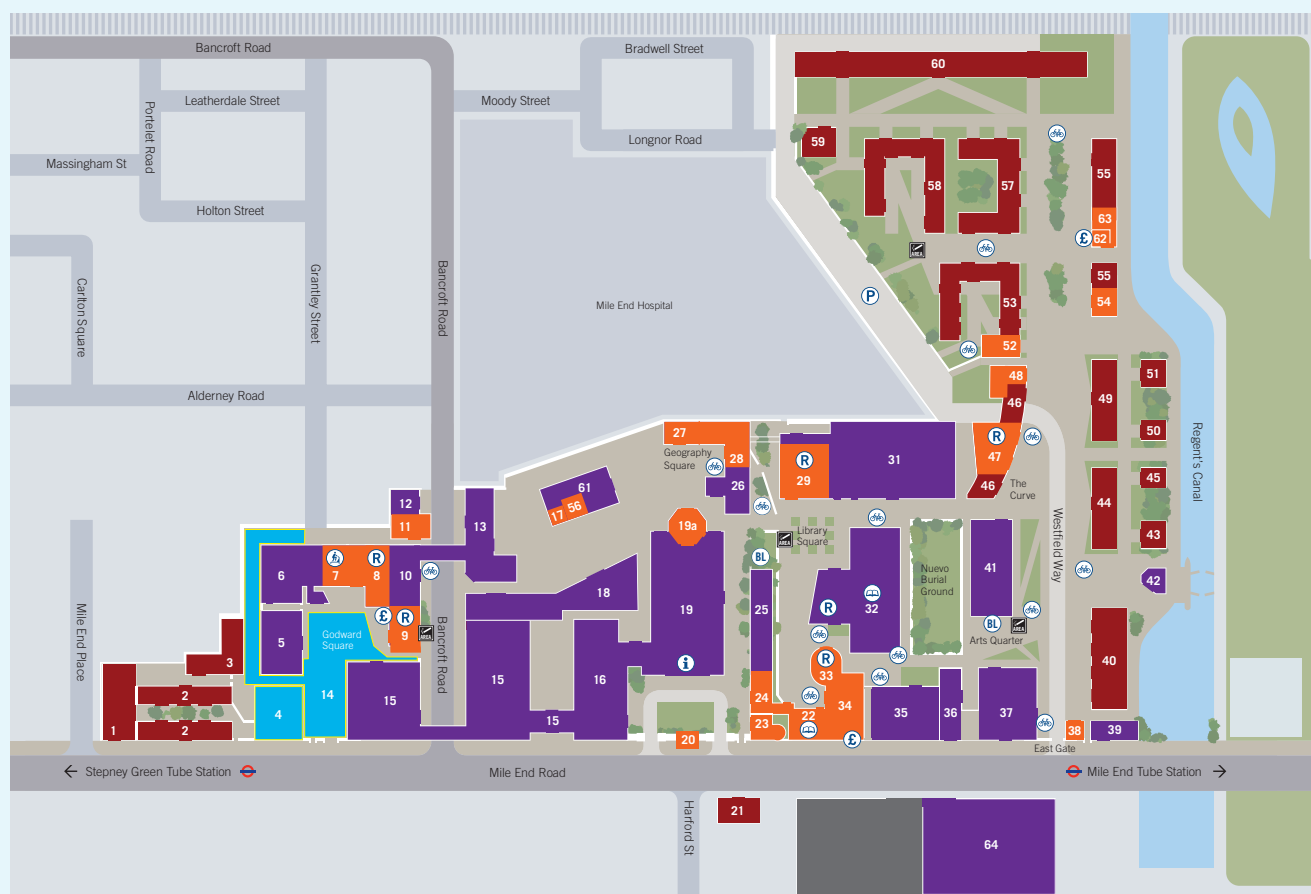 Bancroft Road
Bradwell Street
60
Leatherdale Street
Moody Street
Portelet Road
Longnor Road
59
Massingham St
58
57
55
Holton Street
63
£
62
AREA
Carlton Square
Grantley Street
Bancroft Road
Mile End Hospital
P
53
55
54
52
51
48
49
46
Alderney Road
50
27
Geography
Square
28
R
47
R
29
31
Regent's Canal
45
26
61
56
17
46
The
Curve
44
12
11
13
19a
Library
Square
AREA
43
Westfield Way
BL
6
7
R
8
10
41
42
Nuevo
Burial
Ground
18
19
25
R
32
£
R
9
AREA
BL
AREA
Arts Quarter
Mile End Place
5
Godward
Square
Bancroft Road
40
3
i
R
33
2
14
15
15
16
24
34
35
36
37
4
22
23
15
1
2
20
£
38
39
East Gate
← Stepney Green Tube Station
Mile End Road
Mile End Tube Station →
Harford St
21
64